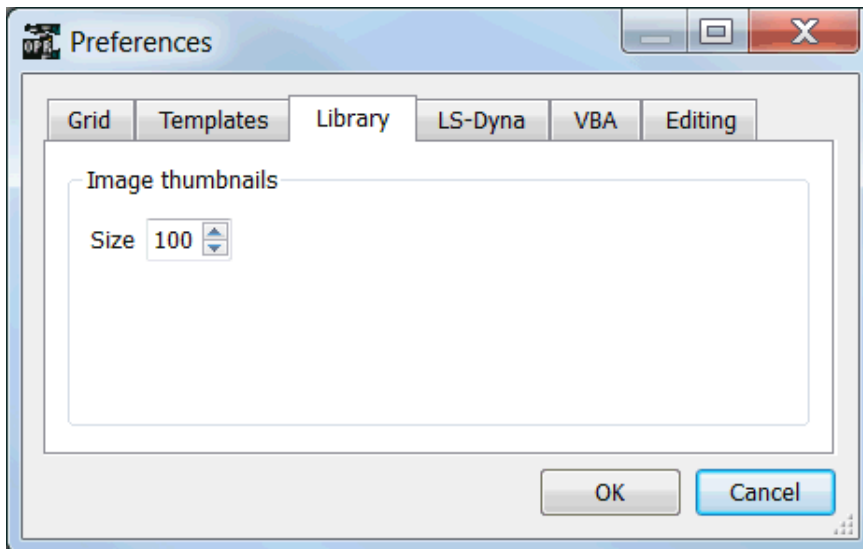 Preferences
Grid Templates Library LS-Dyna VBA Editing
Image thumbnails
Size 100
OK Cancel